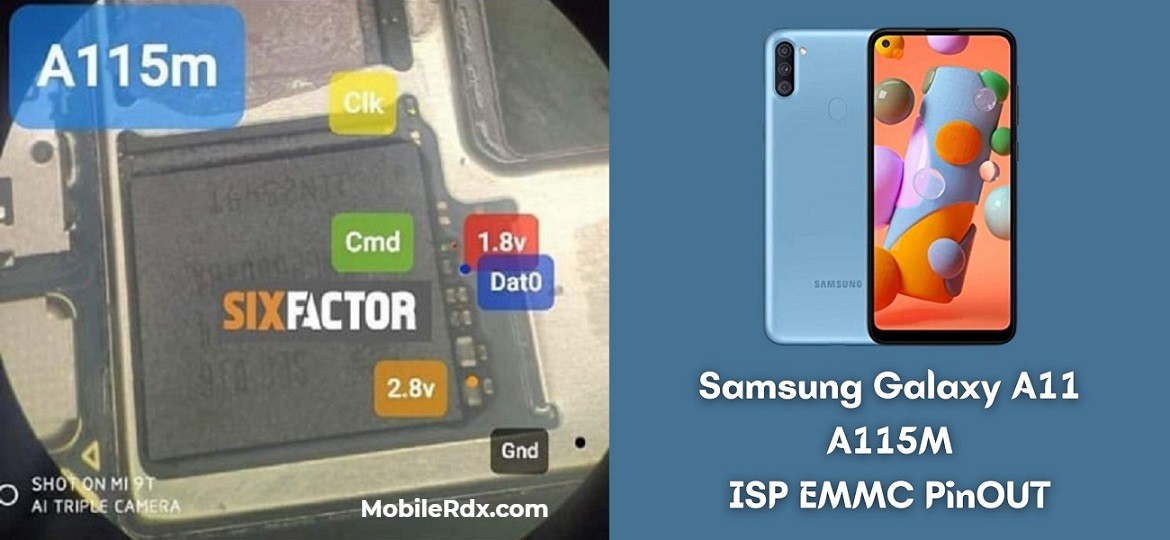 A115m
Clk
Cmd
1.8v
Dat0
SIXFACTOR
2.8v
Gnd
SHOT ON MI 9T
AI TRIPLE CAMERA
MobileRdx.com
SAMSUNG
Samsung Galaxy A11
A115M
ISP EMMC PinOUT